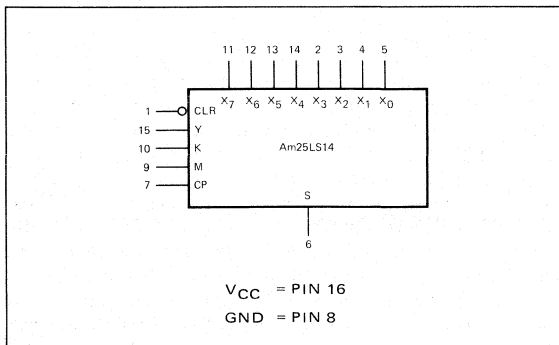 11 12 13 14 2 3 4 5
X7 X6 X5 X4 X3 X2 X1 X0
1 CLR
15 Y
10 K
Am25LS14
9 M
7 CP
S
6
VCC = PIN 16
GND = PIN 8